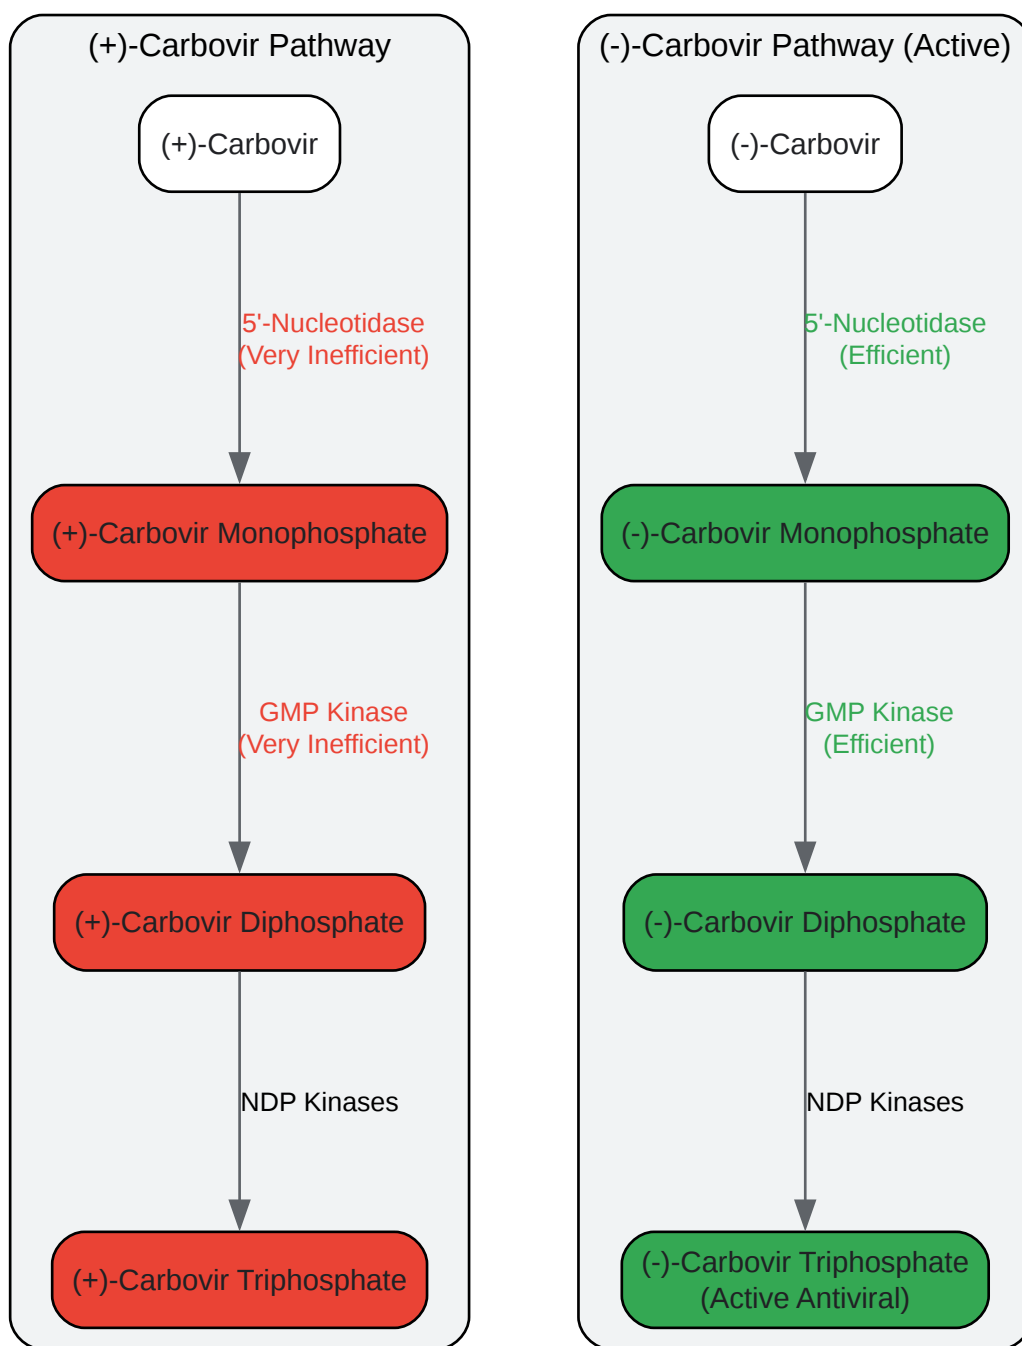 (+)-Carbovir Pathway
(+)-Carbovir
5'-Nucleotidase
(Very Inefficient)
(+)-Carbovir Monophosphate
GMP Kinase
(Very Inefficient)
(+)-Carbovir Diphosphate
NDP Kinases
(+)-Carbovir Triphosphate
(-)-Carbovir Pathway (Active)
(-)-Carbovir
5'-Nucleotidase
(Efficient)
(-)-Carbovir Monophosphate
GMP Kinase
(Efficient)
(-)-Carbovir Diphosphate
NDP Kinases
(-)-Carbovir Triphosphate
(Active Antiviral)